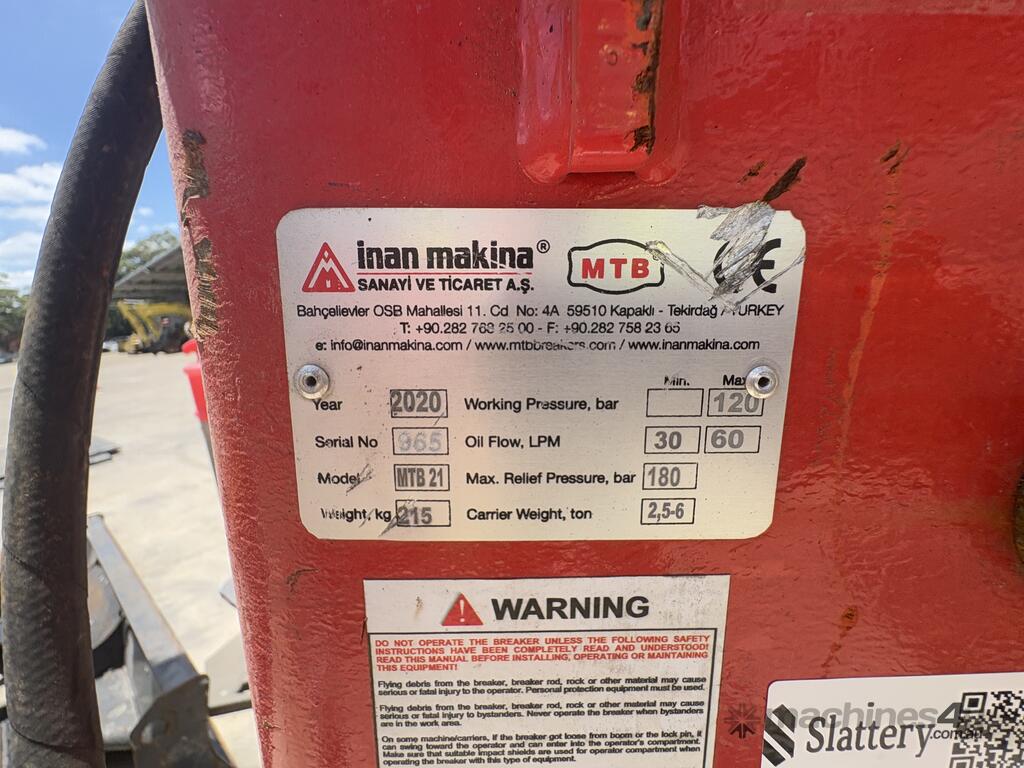 inan makina®
SANAYİ VE TİCARET A.Ş.
MTB
CE
Bahçelievler OSB Mahallesi 11. Cd No: 4A 59510 Kapaklı - Tekirdağ / TURKEY
T: +90.282 758 25 00 - F: +90.282 758 23 65
e: info@inanmakina.com / www.mtbbreakers.com / www.inanmakina.com
Min. Max
Year 2020 Working Pressure, bar 120
Serial No 965 Oil Flow, LPM 30 60
Model MTB 21 Max. Relief Pressure, bar 180
Weight, kg 215 Carrier Weight, ton 2,5-6
WARNING
DO NOT OPERATE THE BREAKER UNLESS THE FOLLOWING SAFETY
INSTRUCTIONS HAVE BEEN COMPLETELY READ AND UNDERSTOOD!
READ THIS MANUAL BEFORE INSTALLING, OPERATING OR MAINTAINING
THIS EQUIPMENT!
Flying debris from the breaker, breaker rod, rock or other material may cause
serious or fatal injury to the operator. Personal protection equipment must be used.
Flying debris from the breaker, breaker rod, rock or other material may cause
serious or fatal injury to bystanders. Never operate the breaker when bystanders
are in the work area.
On some machine/carriers, if the breaker got loose from boom or the lock pin, it
can swing toward the operator and can enter into the operator's compartment.
Make sure that suitable impact shields are used for operator compartment when
operating the breaker with this type of equipment.
machines4u
.com.au
Slattery